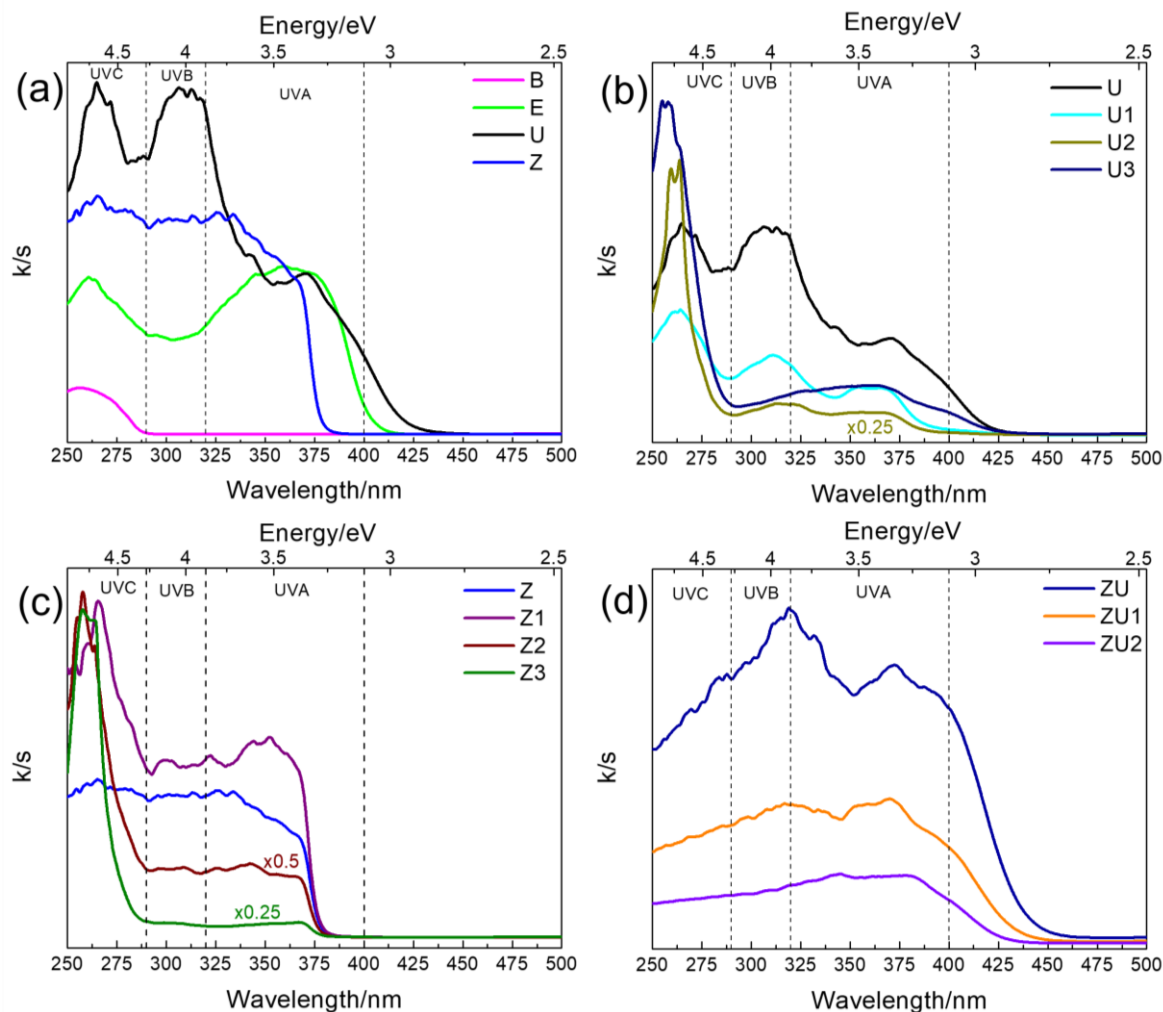 Energy/eV
4.5 4 3.5 3 2.5
(a)
UVC UVB UVA
B
E
U
Z
k/s
250 275 300 325 350 375 400 425 450 475 500
Wavelength/nm
Energy/eV
4.5 4 3.5 3 2.5
(b)
UVC UVB UVA
U
U1
U2
U3
x0.25
k/s
250 275 300 325 350 375 400 425 450 475 500
Wavelength/nm
Energy/eV
4.5 4 3.5 3 2.5
(c)
UVC UVB UVA
Z
Z1
Z2
Z3
x0.5
x0.25
k/s
250 275 300 325 350 375 400 425 450 475 500
Wavelength/nm
Energy/eV
4.5 4 3.5 3 2.5
(d)
UVC UVB UVA
ZU
ZU1
ZU2
k/s
250 275 300 325 350 375 400 425 450 475 500
Wavelength/nm